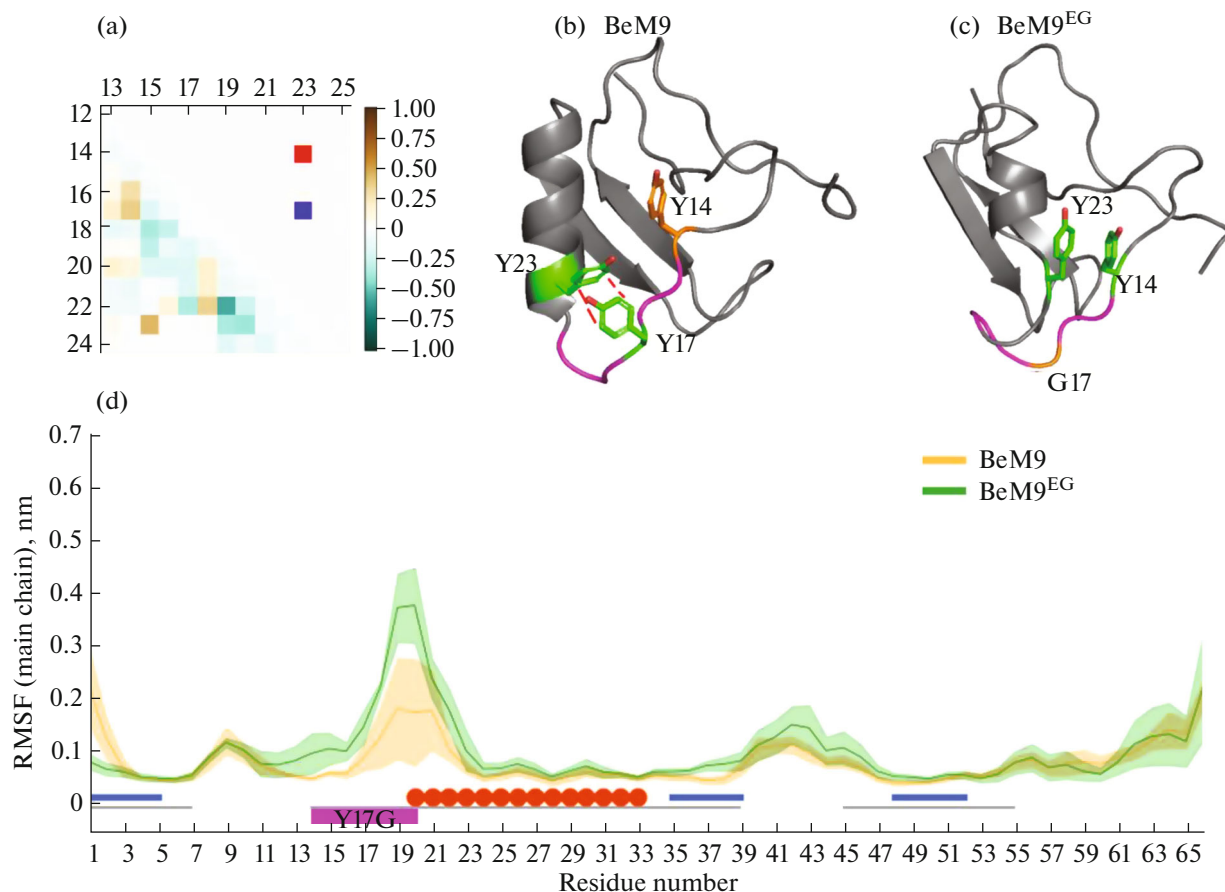 (a)
13 15 17 19 21 23 25
12
14
16
18
20
22
24
1.00
0.75
0.50
0.25
0
−0.25
−0.50
−0.75
−1.00
(b) BeM9
Y14
Y23
Y17
(c) BeM9EG
Y23
Y14
G17
(d)
BeM9
BeM9EG
RMSF (main chain), nm
0.7
0.6
0.5
0.4
0.3
0.2
0.1
0
Y17G
1 3 5 7 9 11 13 15 17 19 21 23 25 27 29 31 33 35 37 39 41 43 45 47 49 51 53 55 57 59 61 63 65
Residue number